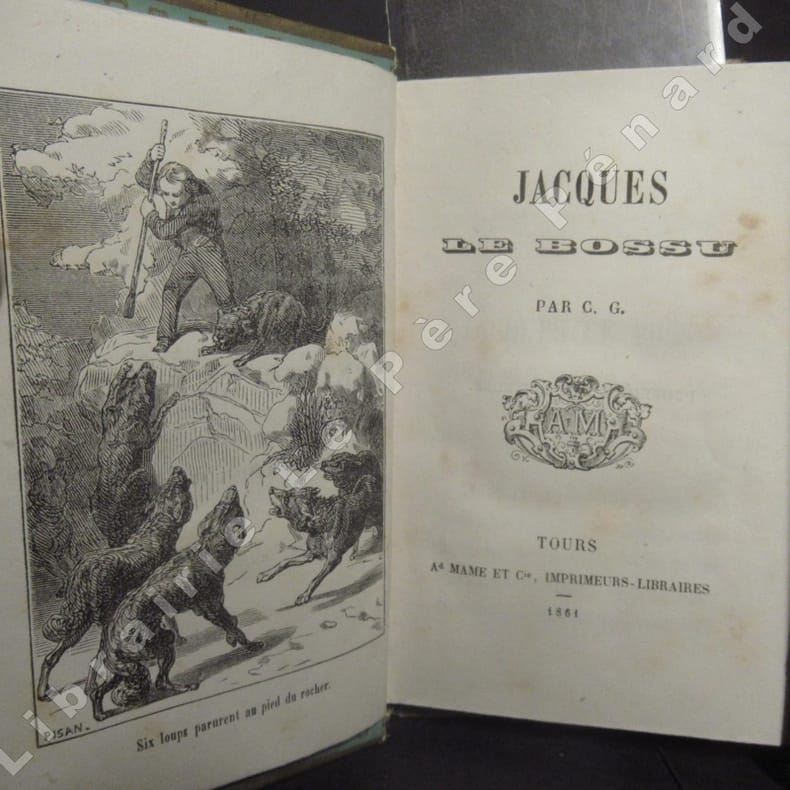 PISAN.
Six loups parurent au pied du rocher.
JACQUES
LE BOSSU
PAR C. G.
AM
TOURS
Ad MAME ET Cie, IMPRIMEURS-LIBRAIRES
1861
Librairie Le Père Pénard